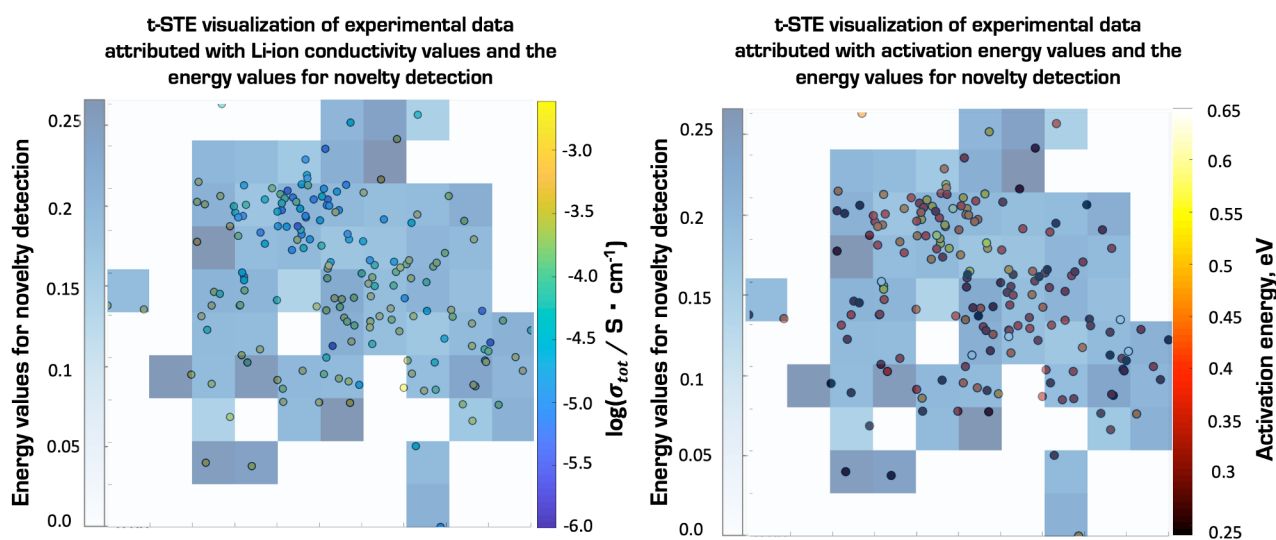 t-STE visualization of experimental data
attributed with Li-ion conductivity values and the
energy values for novelty detection
Energy values for novelty detection
0.25
0.2
0.15
0.1
0.05
0.0
-3.0
-3.5
-4.0
-4.5
-5.0
-5.5
-6.0
log(σtot / S · cm⁻¹)
t-STE visualization of experimental data
attributed with activation energy values and the
energy values for novelty detection
Energy values for novelty detection
0.25
0.2
0.15
0.1
0.05
0.0
0.65
0.6
0.55
0.5
0.45
0.4
0.35
0.3
0.25
Activation energy, eV